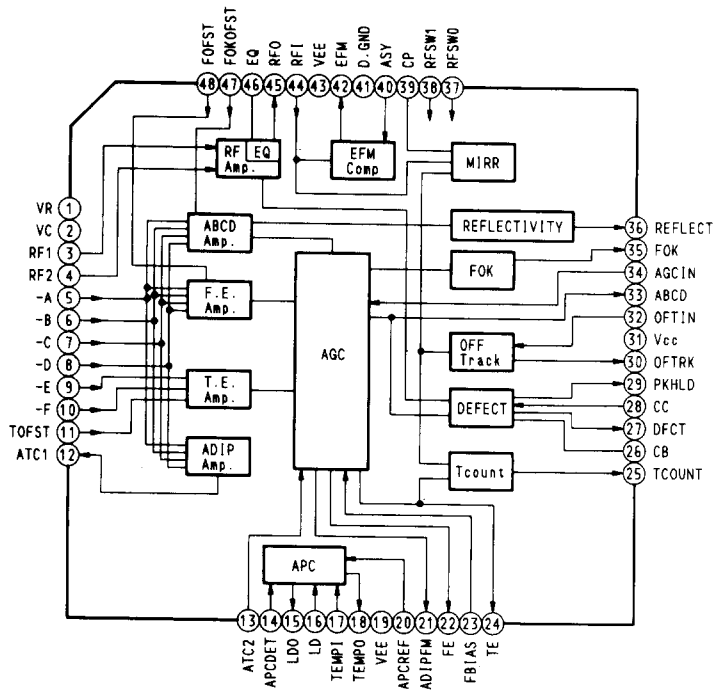 FOFST
FOKOFST
EQ
RFO
RFI
VEE
EFM
D.GND
ASY
CP
RFSW1
RFSW0
48 47 46 45 44 43 42 41 40 39 38 37
RF Amp.
EQ
EFM Comp
MIRR
VR 1
VC 2
RF1 3
RF2 4
-A 5
-B 6
-C 7
-D 8
-E 9
-F 10
TOFST 11
ATC1 12
ABCD Amp.
F.E. Amp.
T.E. Amp.
ADIP Amp.
AGC
REFLECTIVITY
FOK
OFF Track
DEFECT
Tcount
36 REFLECT
35 FOK
34 AGCIN
33 ABCD
32 OFTIN
31 Vcc
30 OFTRK
29 PKHLD
28 CC
27 DFCT
26 CB
25 TCOUNT
APC
13 14 15 16 17 18 19 20 21 22 23 24
ATC2
APCDET
LDO
LD
TEMPI
TEMPO
VEE
APCREF
ADIPFM
FE
FBIAS
TE